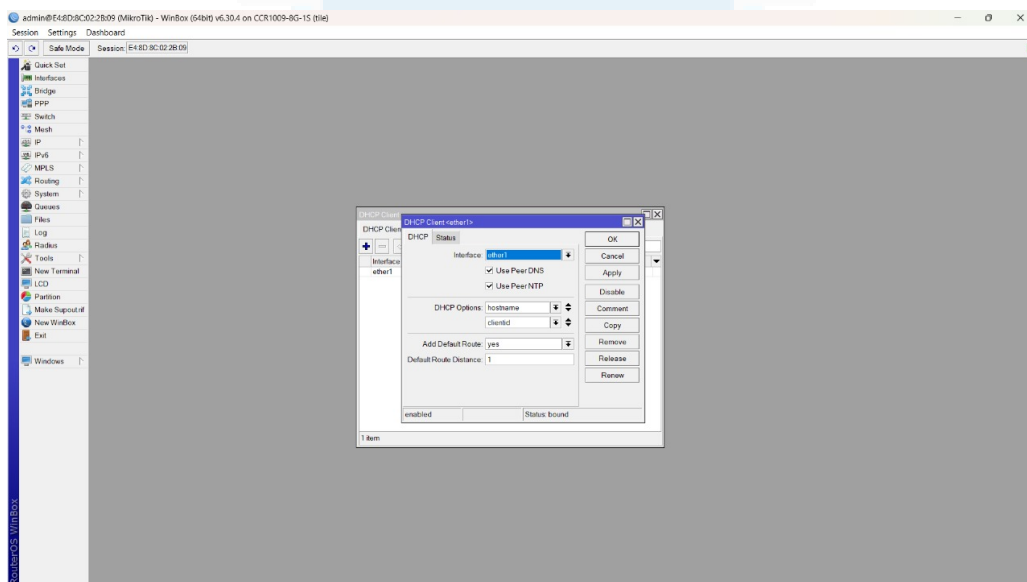 admin@E4:8D:8C:02:2B:09 (MikroTik) - WinBox (64bit) v6.30.4 on CCR1009-8G-1S (tile)
Session Settings Dashboard
Safe Mode Session: E4:8D:8C:02:2B:09
Quick Set
Interfaces
Bridge
PPP
Switch
Mesh
IP
IPv6
MPLS
Routing
System
Queues
Files
Log
Radius
Tools
New Terminal
LCD
Partition
Make Supout.rif
New WinBox
Exit
Windows
RouterOS WinBox
DHCP Client
DHCP Clien
Interface
ether1
1 item
DHCP Client <ether1>
DHCP Status
Interface: ether1
Use Peer DNS
Use Peer NTP
DHCP Options: hostname
clientid
Add Default Route: yes
Default Route Distance: 1
OK
Cancel
Apply
Disable
Comment
Copy
Remove
Release
Renew
enabled Status: bound